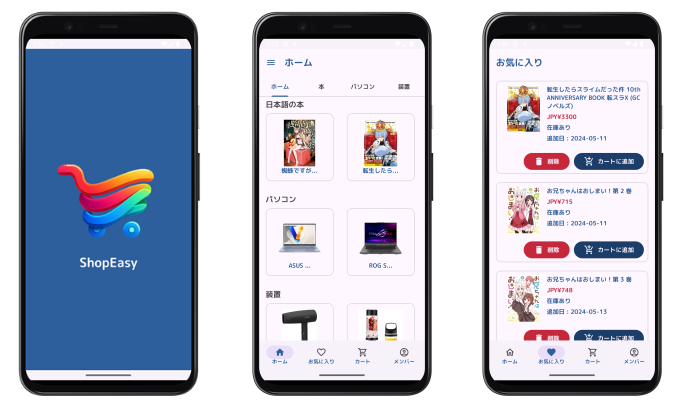 ShopEasy
ホーム
ホーム
本
パソコン
装置
日本語の本
蜘蛛ですが...
転生したら...
パソコン
ASUS ...
ROG S...
装置
ホーム
お気に入り
カート
メンバー
お気に入り
転生したらスライムだった件 10th
ANNIVERSARY BOOK 転スラX (GC
ノベルズ)
JPY¥3300
在庫あり
追加日：2024-05-11
削除
カートに追加
お兄ちゃんはおしまい！第 2 巻
JPY¥715
在庫あり
追加日：2024-05-11
削除
カートに追加
お兄ちゃんはおしまい！第 3 巻
JPY¥748
在庫あり
追加日：2024-05-13
削除
カートに追加
ホーム
お気に入り
カート
メンバー